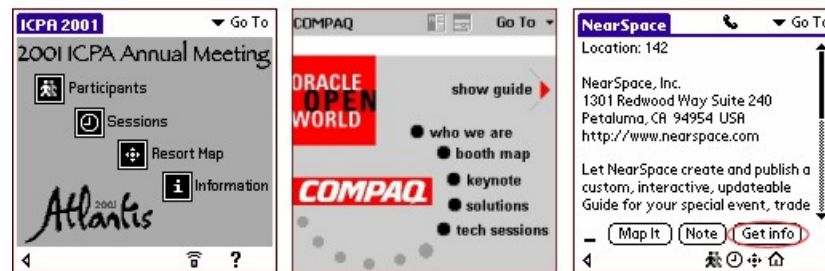 ICPA 2001
Go To
2001 ICPA Annual Meeting
Participants
Sessions
Resort Map
i Information
2001
Atlantis
?
COMPAQ
Go To
ORACLE
OPEN
WORLD
show guide
who we are
booth map
COMPAQ
keynote
solutions
tech sessions
NearSpace
Go To
Location: 142
NearSpace, Inc.
1301 Redwood Way Suite 240
Petaluma, CA 94954 USA
http://www.nearspace.com
Let NearSpace create and publish a
custom, interactive, updateable
Guide for your special event, trade
Map It Note Get info